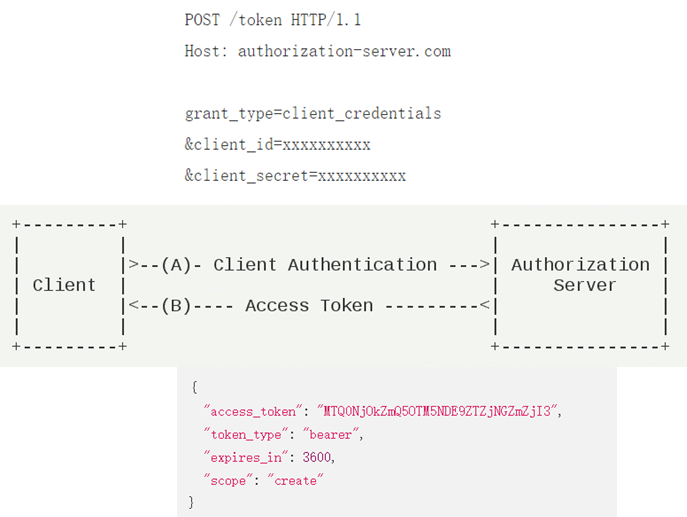 POST /token HTTP/1.1
Host: authorization-server.com
grant_type=client_credentials
&client_id=xxxxxxxxxx
&client_secret=xxxxxxxxxx
+---------+                                  +---------------+
|         |                                  |               |
|         |>--(A)- Client Authentication --->| Authorization |
| Client  |                                  |     Server    |
|         |<--(B)---- Access Token ---------<|               |
|         |                                  |               |
+---------+                                  +---------------+
{
"access_token": "MTQ0NjOkZmQ5OTM5NDE9ZTZjNGZmZjI3",
"token_type": "bearer",
"expires_in": 3600,
"scope": "create"
}